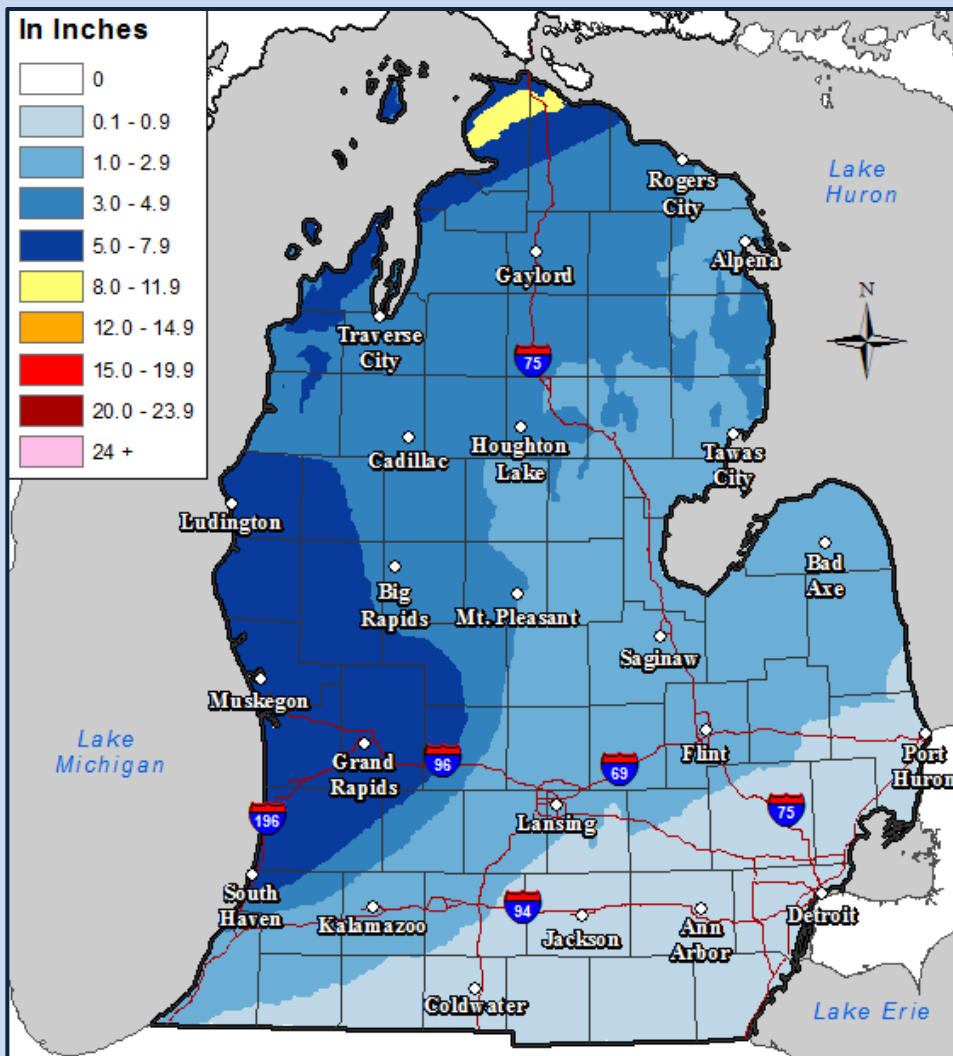 In Inches
0
0.1 - 0.9
1.0 - 2.9
3.0 - 4.9
5.0 - 7.9
8.0 - 11.9
12.0 - 14.9
15.0 - 19.9
20.0 - 23.9
24 +
Lake
Huron
Rogers
City
Alpena
Gaylord
N
Traverse
City
75
Cadillac
Houghton
Lake
Tawas
City
Ludington
Bad
Axe
Big
Rapids
Mt. Pleasant
Saginaw
Muskegon
Lake
Michigan
Grand
Rapids
96
69
Flint
Port
Huron
196
Lansing
75
South
Haven
Kalamazoo
94
Jackson
Ann
Arbor
Detroit
Coldwater
Lake Erie